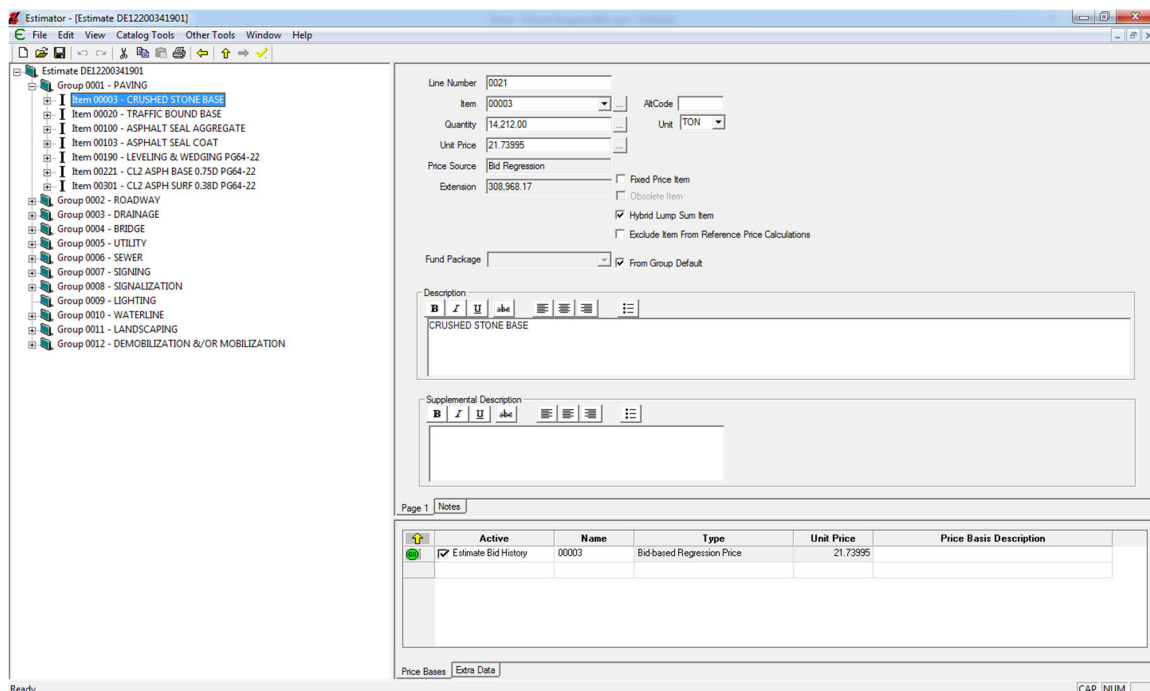 Estimator - [Estimate DE12200341901]
File Edit View Catalog Tools Other Tools Window Help
Estimate DE12200341901
Group 0001 - PAVING
Item 00003 - CRUSHED STONE BASE
Item 00020 - TRAFFIC BOUND BASE
Item 00100 - ASPHALT SEAL AGGREGATE
Item 00103 - ASPHALT SEAL COAT
Item 00190 - LEVELING & WEDGING PG64-22
Item 00221 - CL2 ASPH BASE 0.75D PG64-22
Item 00301 - CL2 ASPH SURF 0.38D PG64-22
Group 0002 - ROADWAY
Group 0003 - DRAINAGE
Group 0004 - BRIDGE
Group 0005 - UTILITY
Group 0006 - SEWER
Group 0007 - SIGNING
Group 0008 - SIGNALIZATION
Group 0009 - LIGHTING
Group 0010 - WATERLINE
Group 0011 - LANDSCAPING
Group 0012 - DEMOBILIZATION &/OR MOBILIZATION
Line Number 0021
Item 00003 ... AltCode
Quantity 14,212.00 ... Unit TON
Unit Price 21.73995 ...
Price Source Bid Regression
Extension 308,968.17
Fixed Price Item
Obsolete Item
Hybrid Lump Sum Item
Exclude Item From Reference Price Calculations
Fund Package From Group Default
Description
B I U abc
CRUSHED STONE BASE
Supplemental Description
B I U abc
Page 1 Notes
Active Name Type Unit Price Price Basis Description
GO Estimate Bid History 00003 Bid-based Regression Price 21.73995
Price Bases Extra Data
Ready CAP NUM